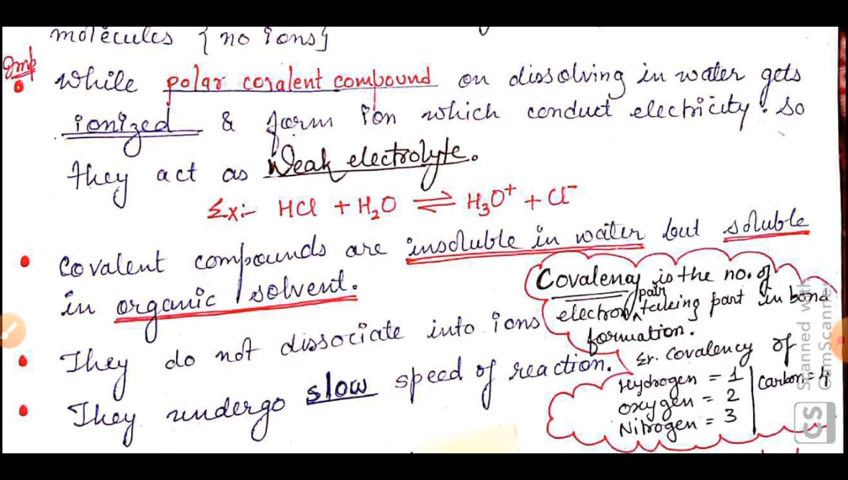 molecules {no ions}
Imp
while polar covalent compound on dissolving in water gets
ionized & form ion which conduct electricity. So
they act as Weak electrolyte.
Ex:- HCl + H₂O ⇌ H₃O⁺ + Cl⁻
Covalent compounds are insoluble in water but soluble
in organic solvent.
They do not dissociate into ions
They undergo slow speed of reaction.
Covalency is the no. of
electron pair taking part in bond
formation.
Ex. covalency of
Hydrogen = 1 | Carbon = 4
Oxygen = 2
Nitrogen = 3
Scanned with
CamScanner
CS